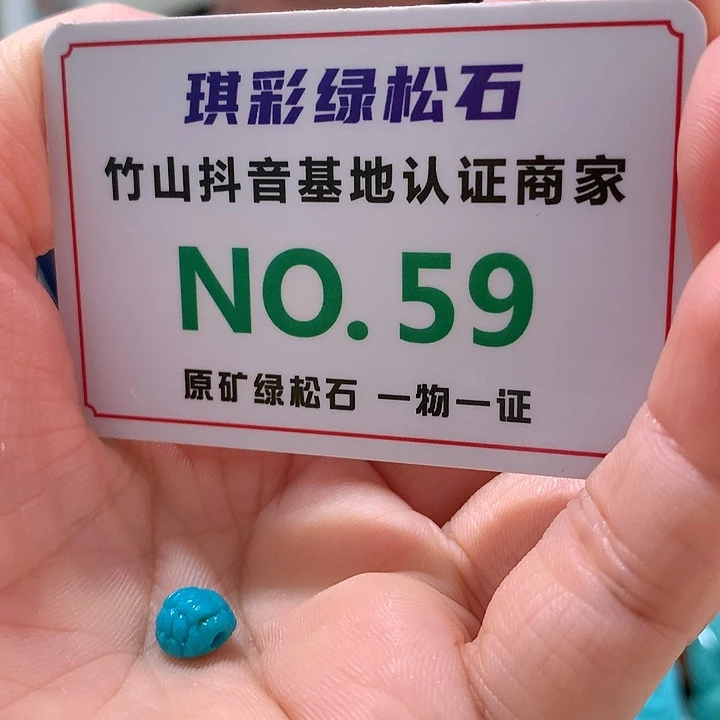 琪彩绿松石
竹山抖音基地认证商家
NO.59
原矿绿松石 一物一证